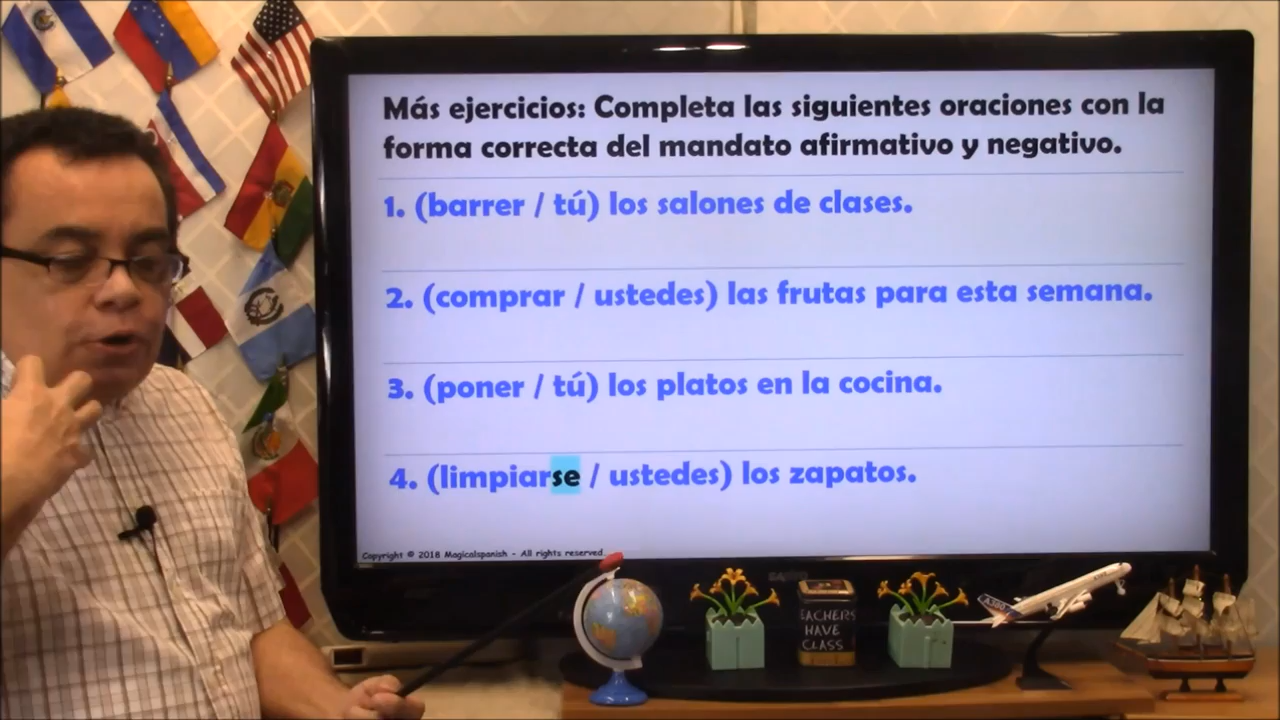 Más ejercicios: Completa las siguientes oraciones con la
forma correcta del mandato afirmativo y negativo.
1. (barrer / tú) los salones de clases.
2. (comprar / ustedes) las frutas para esta semana.
3. (poner / tú) los platos en la cocina.
4. (limpiarse / ustedes) los zapatos.
Copyright © 2018 Magicalspanish - All rights reserved.
TEACHERS
HAVE
CLASS
A380